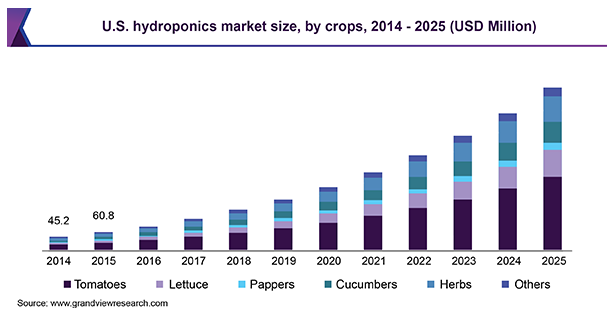 U.S. hydroponics market size, by crops, 2014 - 2025 (USD Million)
45.2 60.8
2014 2015 2016 2017 2018 2019 2020 2021 2022 2023 2024 2025
Tomatoes Lettuce Pappers Cucumbers Herbs Others
Source: www.grandviewresearch.com